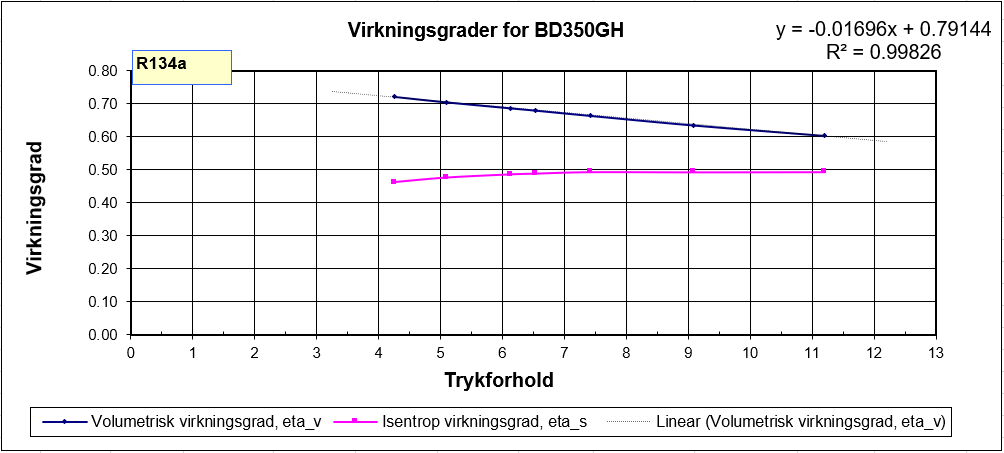 Virkningsgrader for BD350GH
y = -0.01696x + 0.79144
R² = 0.99826
R134a
0.80
0.70
0.60
0.50
0.40
0.30
0.20
0.10
0.00
Virkningsgrad
0 1 2 3 4 5 6 7 8 9 10 11 12 13
Trykforhold
Volumetrisk virkningsgrad, eta_v Isentrop virkningsgrad, eta_s Linear (Volumetrisk virkningsgrad, eta_v)